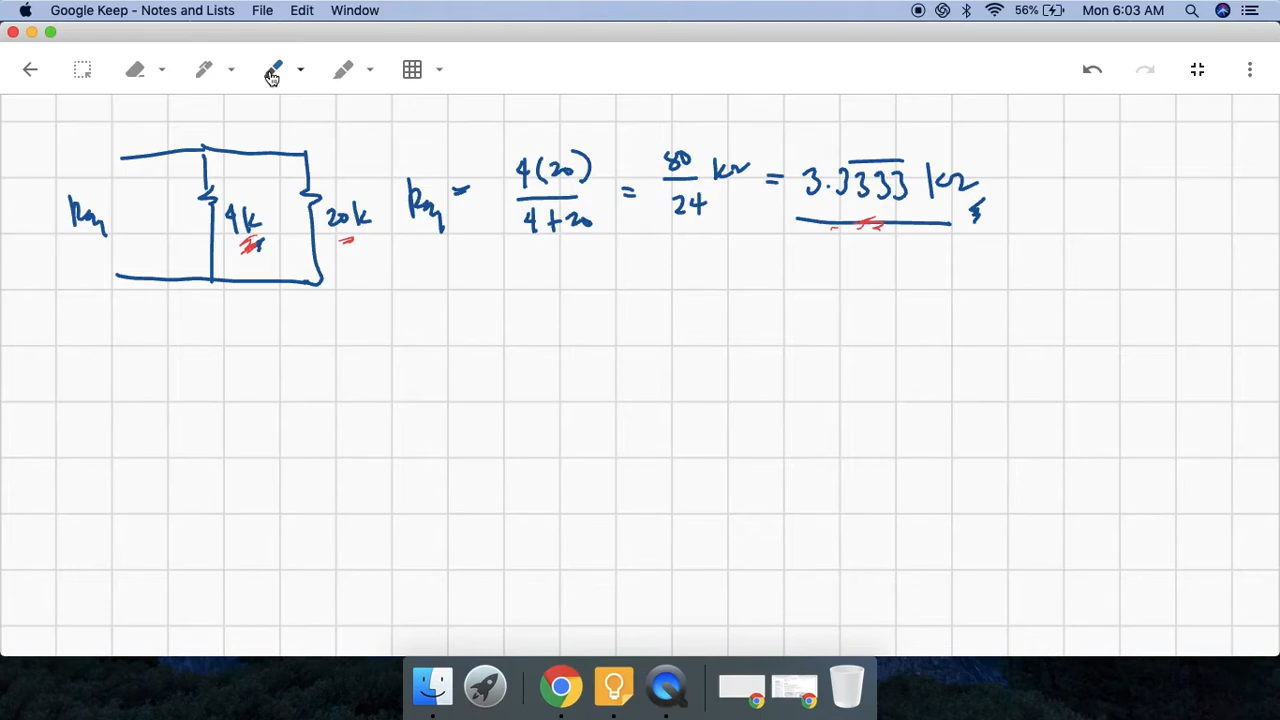 Google Keep - Notes and Lists File Edit Window 56% Mon 6:03 AM
Req 4k 20k Req = 4(20) / 4+20 = 80 / 24 kΩ = 3.3333 kΩ